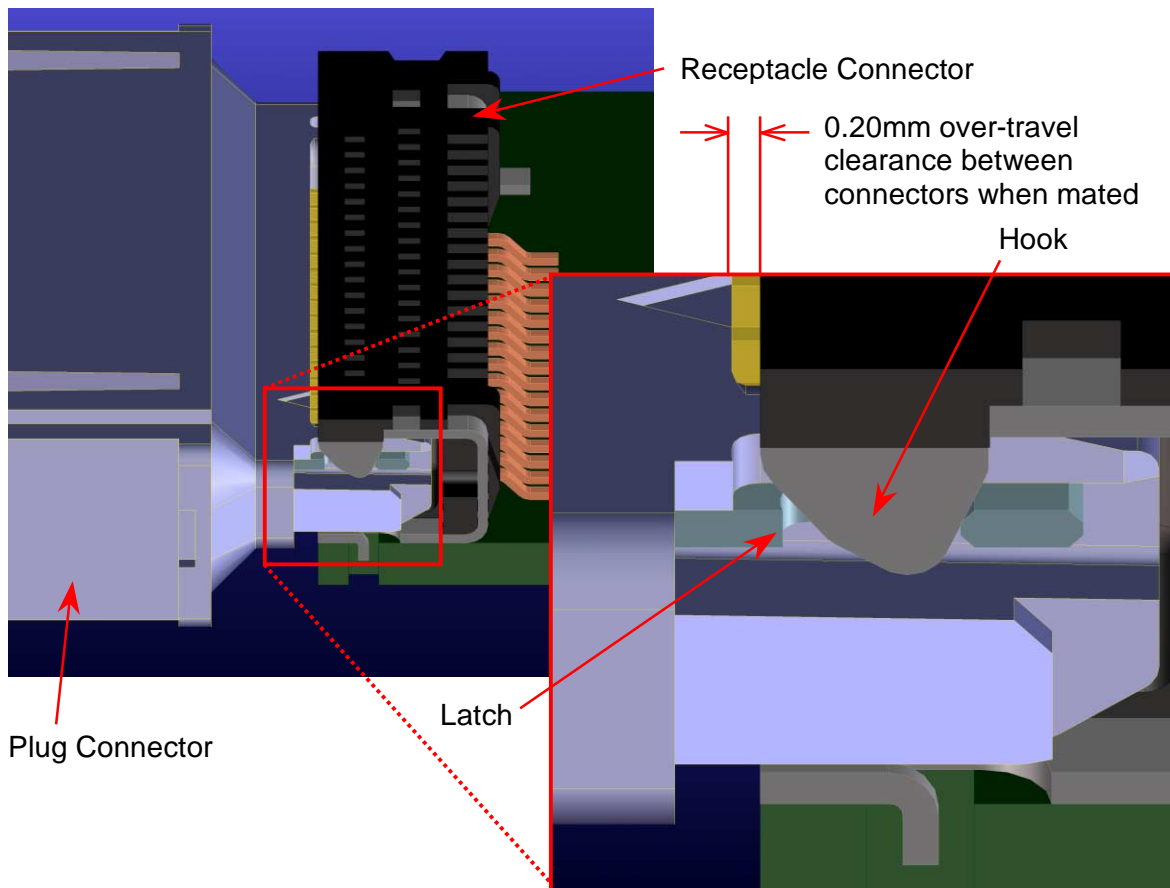 Receptacle Connector
0.20mm over-travel
clearance between
connectors when mated
Hook
Latch
Plug Connector